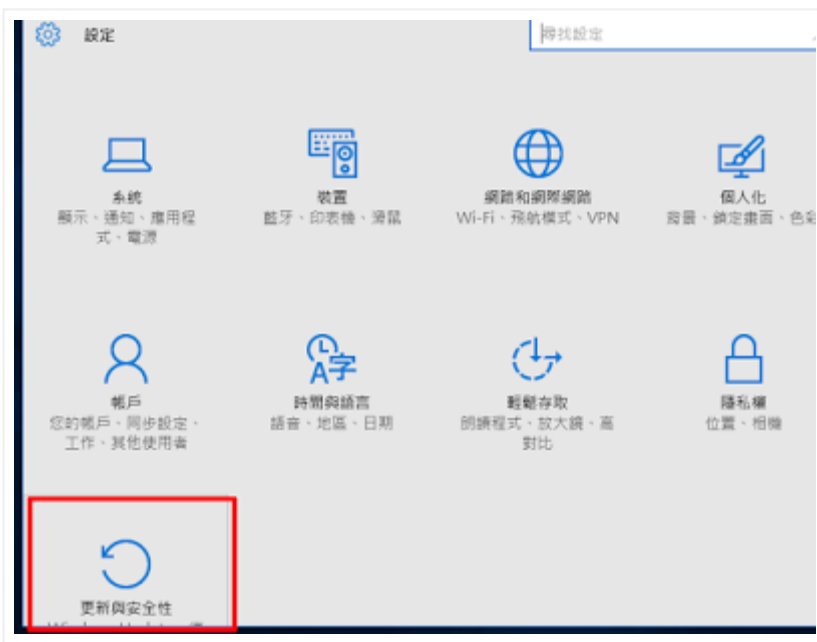 設定
尋找設定
系統
顯示、通知、應用程
式、電源
裝置
藍牙、印表機、滑鼠
網路和網際網路
Wi-Fi、飛航模式、VPN
個人化
背景、鎖定畫面、色彩
帳戶
您的帳戶、同步設定、
工作、其他使用者
時間與語言
語音、地區、日期
輕鬆存取
朗讀程式、放大鏡、高
對比
隱私權
位置、相機
更新與安全性